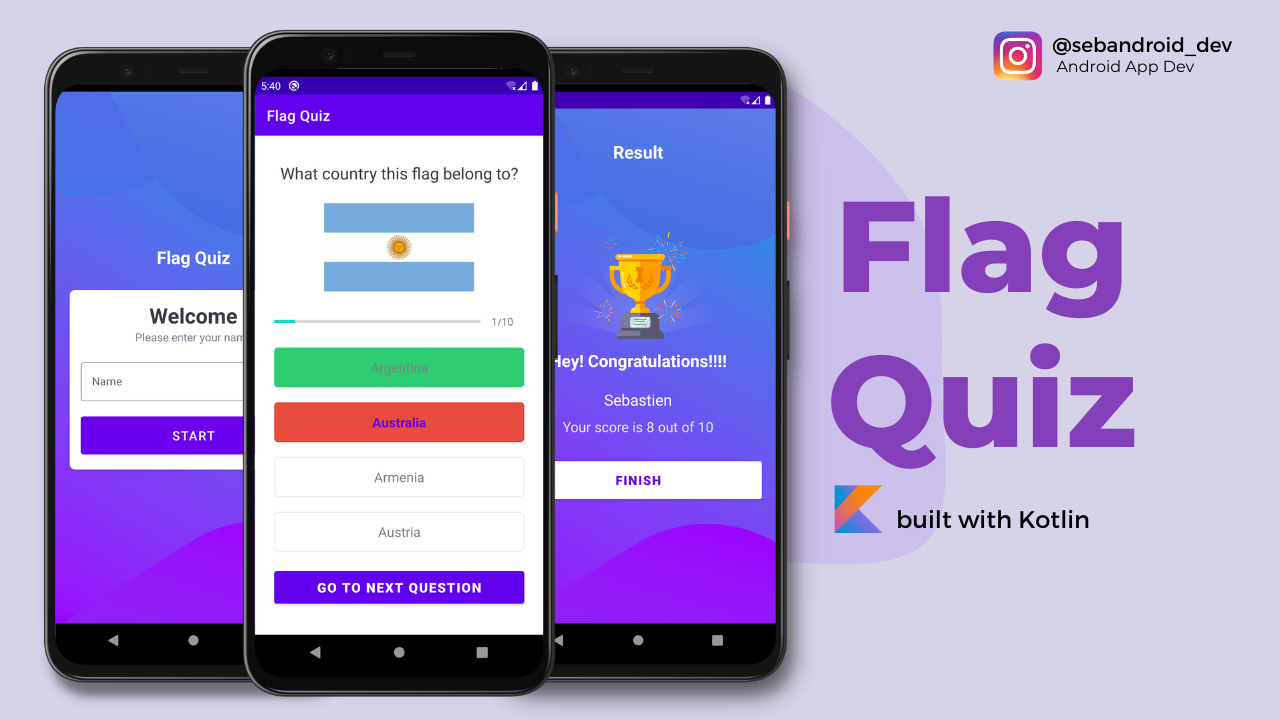 Flag Quiz
Welcome
Please enter your
Name
START
5:40
Flag Quiz
What country this flag belong to?
1/10
Argentina
Australia
Armenia
Austria
GO TO NEXT QUESTION
Result
Hey! Congratulations!!!!
Sebastien
Your score is 8 out of 10
FINISH
@sebandroid_dev
Android App Dev
Flag
Quiz
built with Kotlin